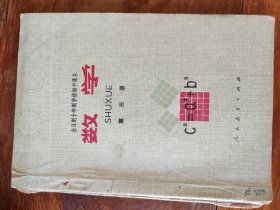 全日制十年制学校初中课本
数学
SHUXUE
第三册
c²=a²+b²
人民教育出版社